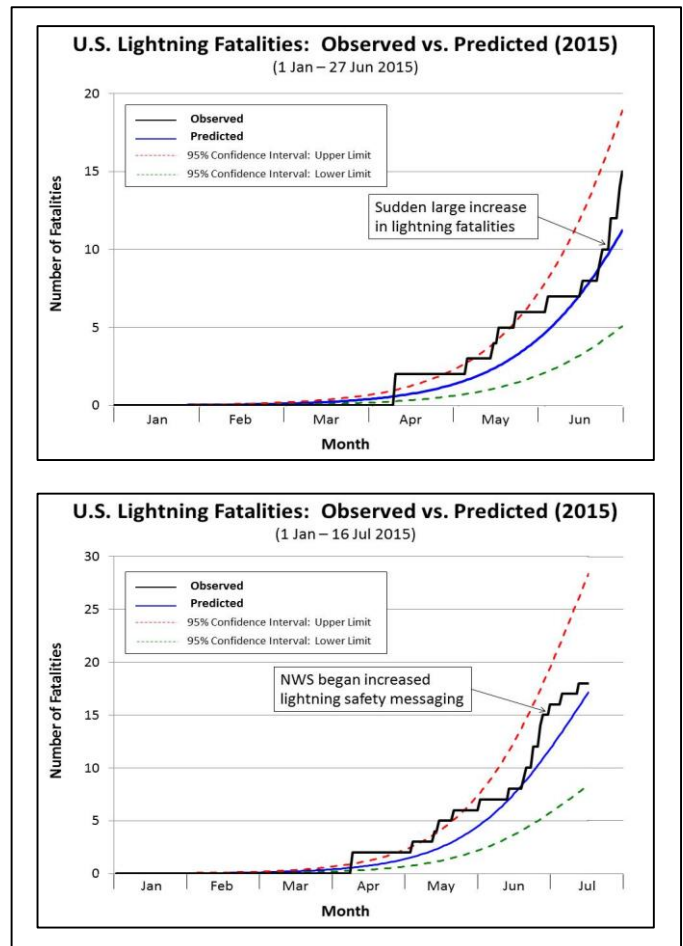 U.S. Lightning Fatalities: Observed vs. Predicted (2015)
(1 Jan – 27 Jun 2015)
20
15
10
5
0
Number of Fatalities
Observed
Predicted
95% Confidence Interval: Upper Limit
95% Confidence Interval: Lower Limit
Sudden large increase
in lightning fatalities
Jan Feb Mar Apr May Jun
Month
U.S. Lightning Fatalities: Observed vs. Predicted (2015)
(1 Jan – 16 Jul 2015)
30
25
20
15
10
5
0
Number of Fatalities
Observed
Predicted
95% Confidence Interval: Upper Limit
95% Confidence Interval: Lower Limit
NWS began increased
lightning safety messaging
Jan Feb Mar Apr May Jun Jul
Month